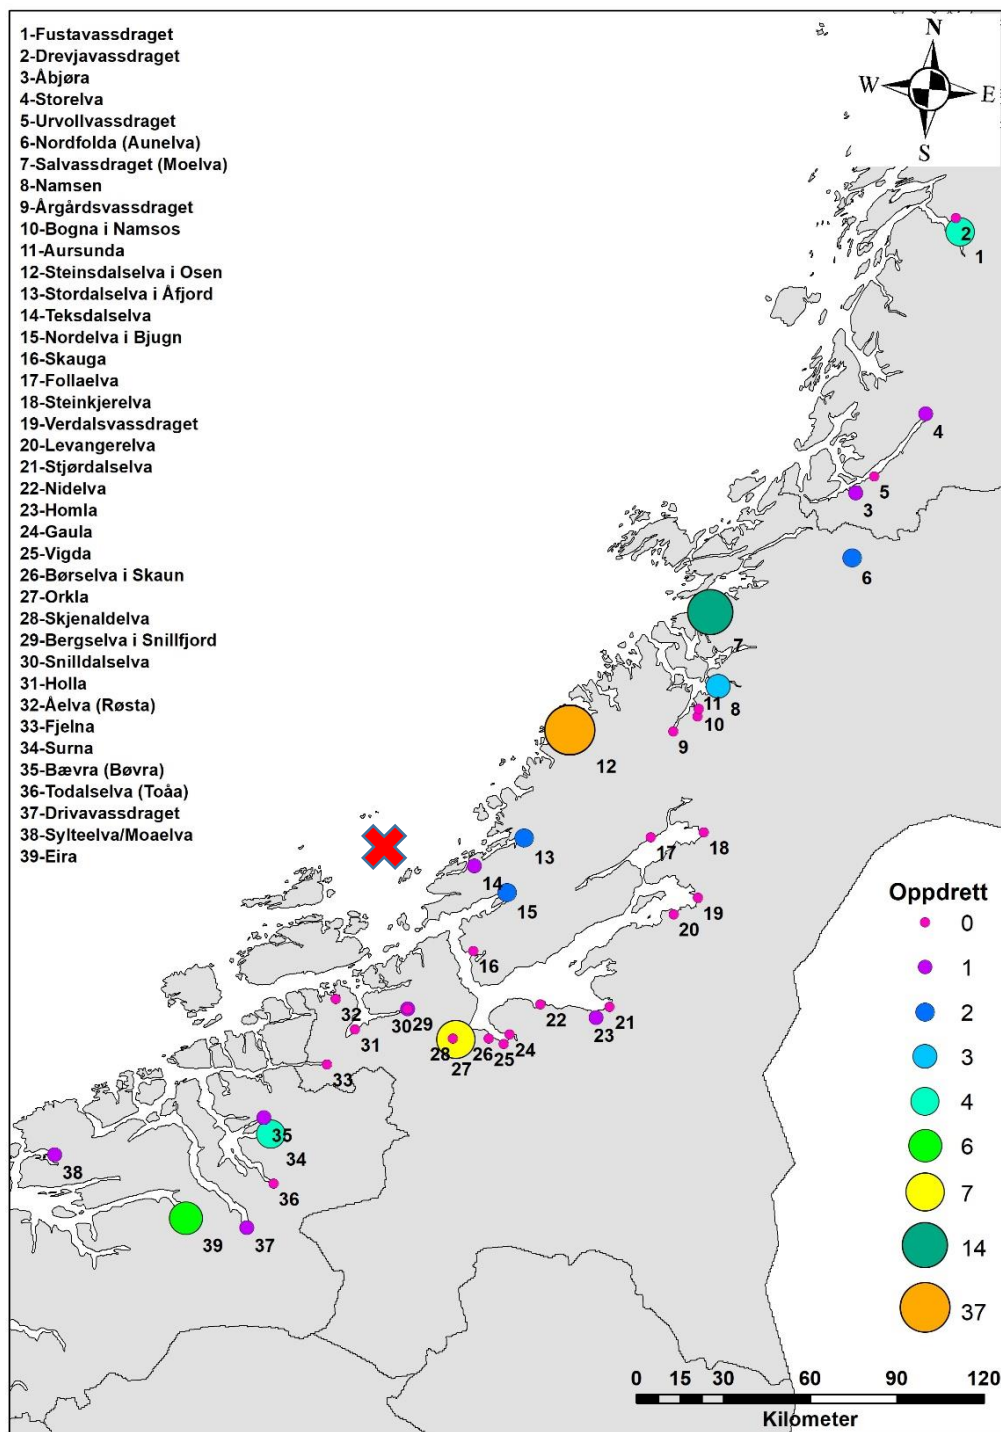 1-Fustavassdraget
2-Drevjavassdraget
3-Åbjøra
4-Storelva
5-Urvollvassdraget
6-Nordfolda (Aunelva)
7-Salvassdraget (Moelva)
8-Namsen
9-Årgårdsvassdraget
10-Bogna i Namsos
11-Aursunda
12-Steinsdalselva i Osen
13-Stordalselva i Åfjord
14-Teksdalselva
15-Nordelva i Bjugn
16-Skauga
17-Follaelva
18-Steinkjerelva
19-Verdalsvassdraget
20-Levangerelva
21-Stjørdalselva
22-Nidelva
23-Homla
24-Gaula
25-Vigda
26-Børselva i Skaun
27-Orkla
28-Skjenaldelva
29-Bergselva i Snillfjord
30-Snilldalselva
31-Holla
32-Åelva (Røsta)
33-Fjelna
34-Surna
35-Bævra (Bøvra)
36-Todalselva (Toåa)
37-Drivavassdraget
38-Sylteelva/Moaelva
39-Eira
N
W E
S
2
1
4
5
3
6
7
8
11
10
9
12
13
14
15
17
18
19
20
16
22
21
23
24
25
26
28
27
30
29
32
31
33
35
34
36
38
39
37
Oppdrett
0
1
2
3
4
6
7
14
37
0 15 30 60 90 120
Kilometer